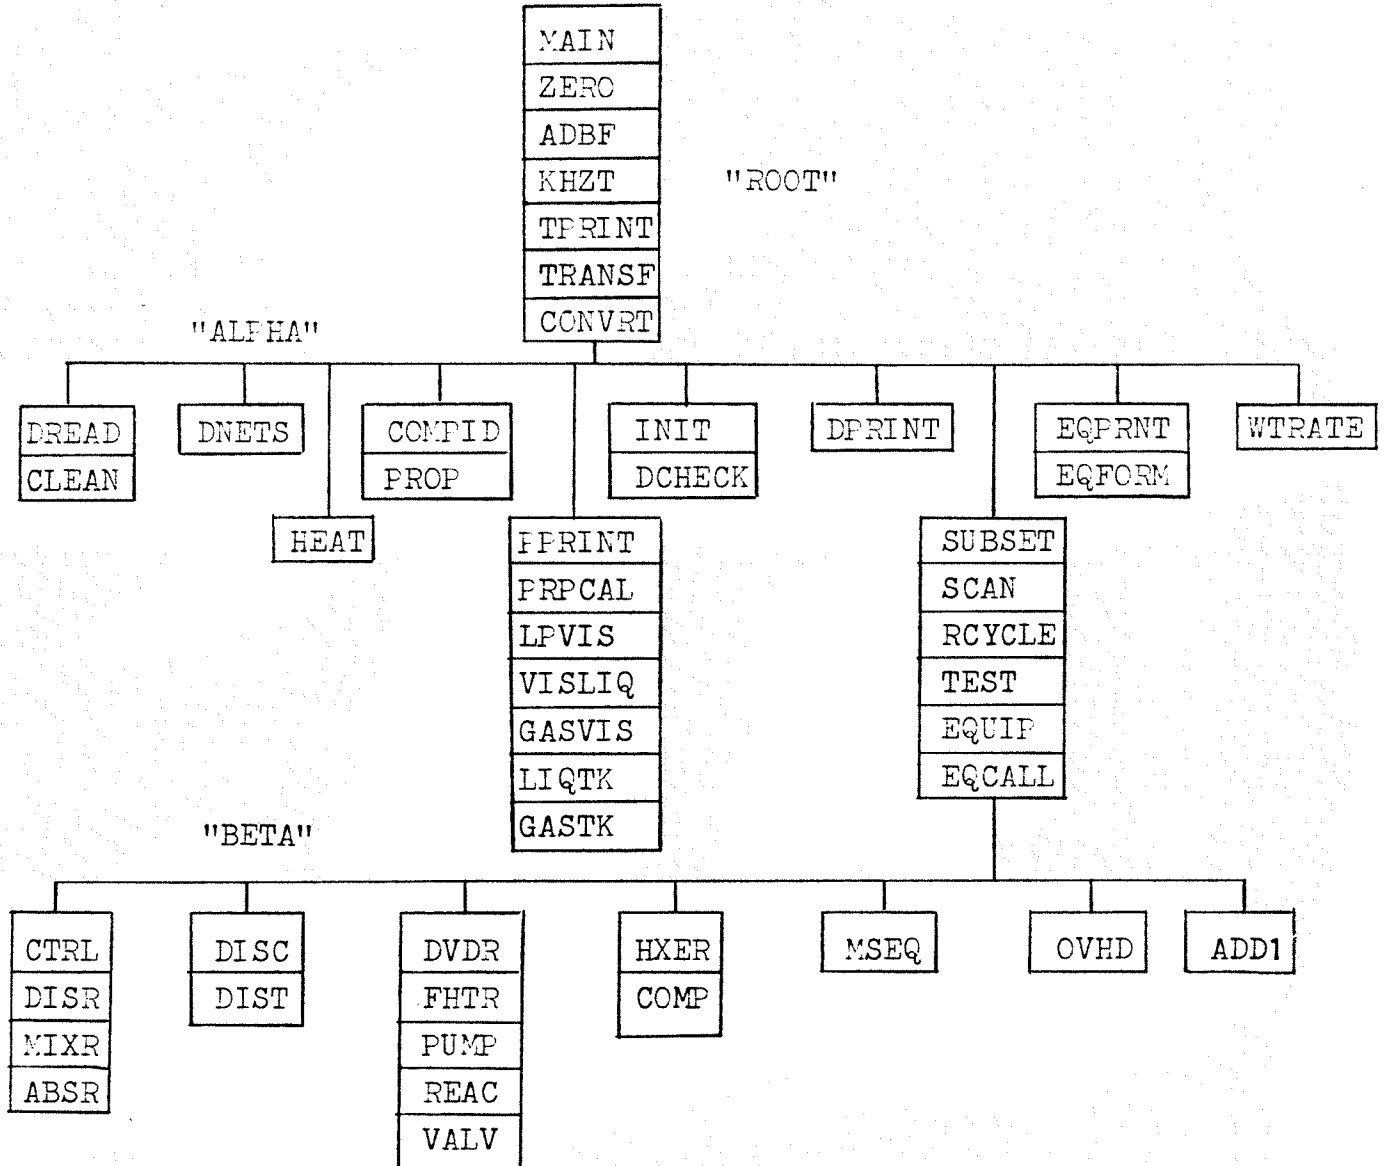 MAIN
ZERO
ADBF
KHZT
"ROOT"
TPRINT
TRANSF
CONVRT
"ALPHA"
DREAD
CLEAN
DNETS
HEAT
COMPID
PROP
PPRINT
PRPCAL
LPVIS
VISLIQ
GASVIS
LIQTK
GASTK
INIT
DCHECK
DPRINT
SUBSET
SCAN
RCYCLE
TEST
EQUIP
EQCALL
EQPRNT
EQFORM
WTRATE
"BETA"
CTRL
DISR
MIXR
ABSR
DISC
DIST
DVDR
FHTR
PUMP
REAC
VALV
HXER
COMP
MSEQ
OVHD
ADD1